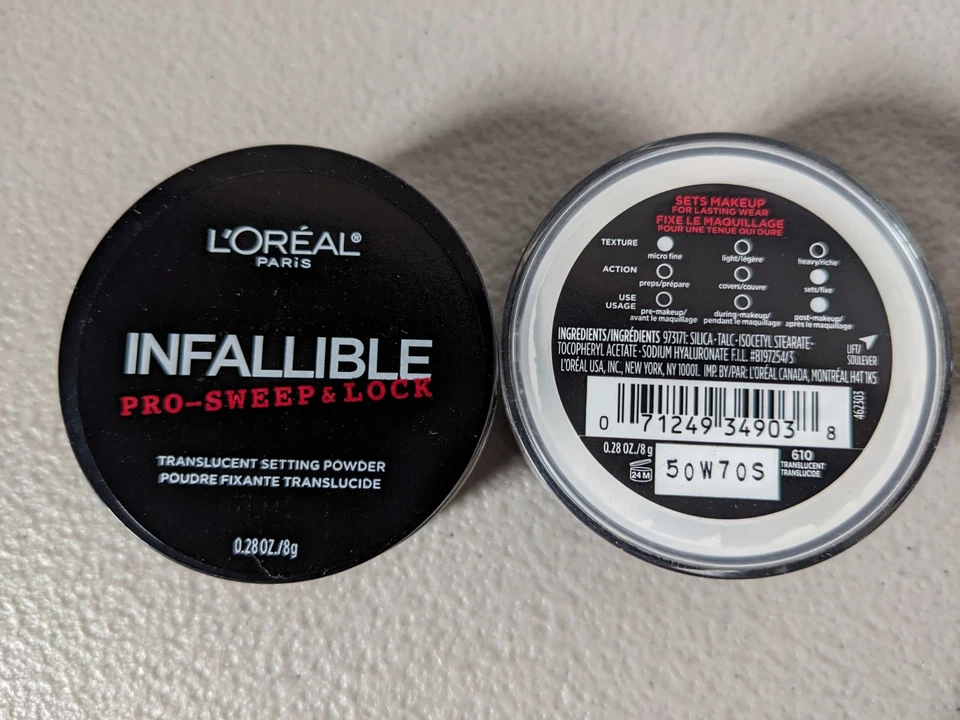 L'ORÉAL®
PARIS
INFALLIBLE
PRO-SWEEP & LOCK
TRANSLUCENT SETTING POWDER
POUDRE FIXANTE TRANSLUCIDE
0.28 OZ./8g
SETS MAKEUP
FOR LASTING WEAR
FIXE LE MAQUILLAGE
POUR UNE TENUE QUI DURE
TEXTURE
micro fine
light/légère
heavy/riche
ACTION
preps/prépare
covers/couvre
sets/fixe
USE
USAGE
pre-makeup/
avant le maquillage
during-makeup/
pendant le maquillage
post-makeup/
après le maquillage
INGREDIENTS/INGRÉDIENTS 973171: SILICA • TALC • ISOCETYL STEARATE •
TOCOPHERYL ACETATE • SODIUM HYALURONATE F.I.L. #B197254/3
L'ORÉAL USA, INC., NEW YORK, NY 10001. IMP. BY/PAR: L'ORÉAL CANADA, MONTRÉAL H4T 1K5
LIFT/
SOULEVER
0 71249 34903 8
462303
0.28 OZ./8 g
24 M
50W70S
610
TRANSLUCENT
TRANSLUCIDE